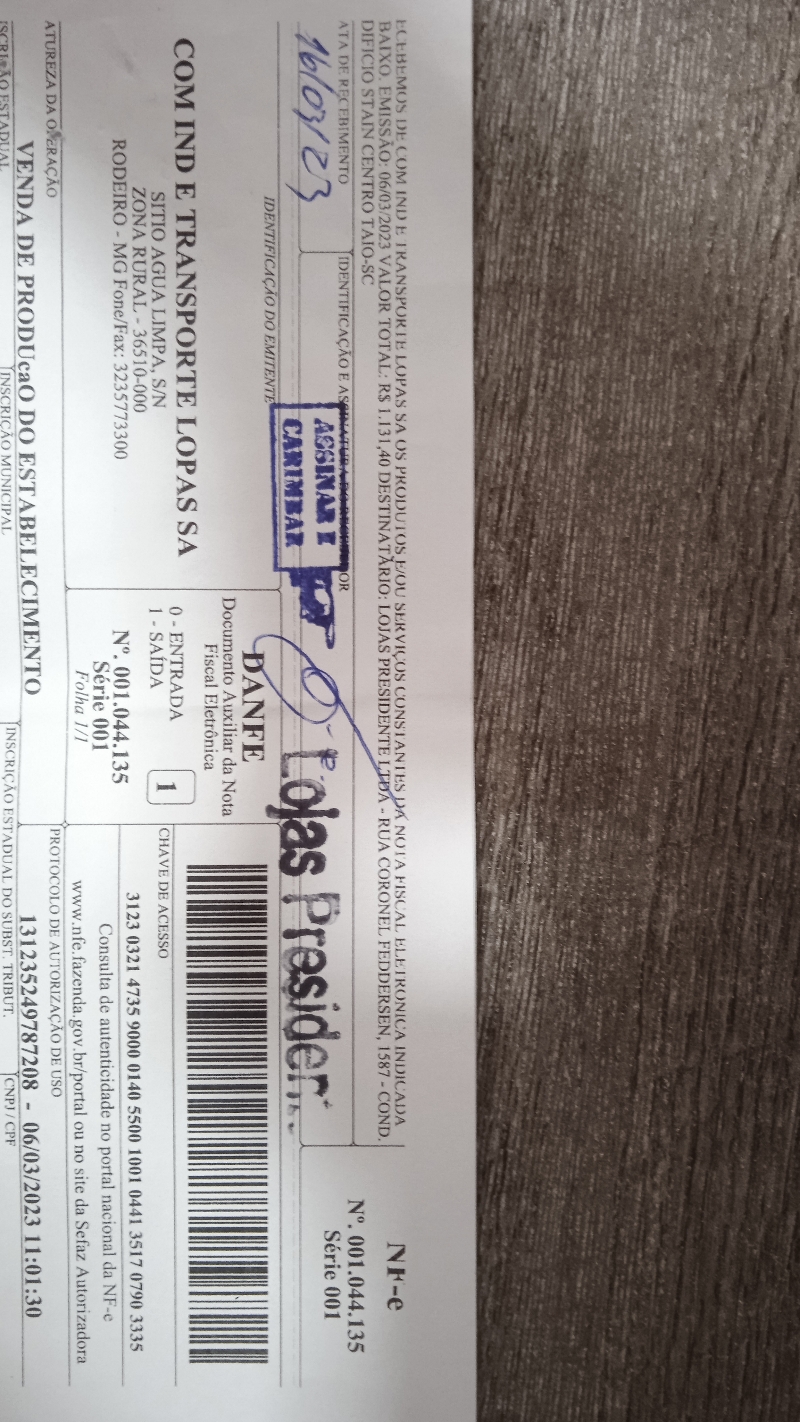 ECEBEMOS DE COM IND E TRANSPORTE LOPAS SA OS PRODUTOS E/OU SERVIÇOS CONSTANTES DA NOTA FISCAL ELETRONICA INDICADA
BAIXO. EMISSÃO: 06/03/2023 VALOR TOTAL: R$ 1.131,40 DESTINATÁRIO: LOJAS PRESIDENTE LTDA - RUA CORONEL FEDDERSEN, 1587 - COND.
DIFICIO STAIN CENTRO TAIO-SC
NF-e
Nº. 001.044.135
Série 001
ATA DE RECEBIMENTO
16/03/23
IDENTIFICAÇÃO E ASSINATURA DO RECEBEDOR
ASSINAR E
CARIMBAR
Lojas Presiden
IDENTIFICAÇÃO DO EMITENTE
COM IND E TRANSPORTE LOPAS SA
SITIO AGUA LIMPA, S/N
ZONA RURAL - 36510-000
RODEIRO - MG Fone/Fax: 3235773300
DANFE
Documento Auxiliar da Nota
Fiscal Eletrônica
0 - ENTRADA
1 - SAÍDA
1
Nº. 001.044.135
Série 001
Folha 1/1
CHAVE DE ACESSO
3123 0321 4735 9000 0140 5500 1001 0441 3517 0790 3335
Consulta de autenticidade no portal nacional da NF-e
www.nfe.fazenda.gov.br/portal ou no site da Sefaz Autorizadora
ATUREZA DA OPERAÇÃO
VENDA DE PRODUçaO DO ESTABELECIMENTO
PROTOCOLO DE AUTORIZAÇÃO DE USO
131235249787208 - 06/03/2023 11:01:30
SCRIÇÃO ESTADUAL
INSCRIÇÃO MUNICIPAL
INSCRIÇÃO ESTADUAL DO SUBST. TRIBUT.
CNPJ / CPF